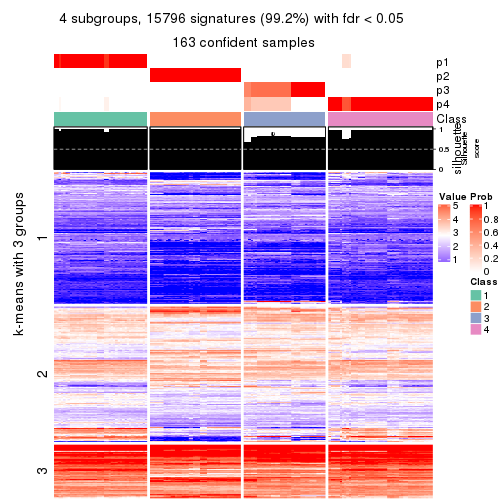 4 subgroups, 15796 signatures (99.2%) with fdr < 0.05
163 confident samples
p1
p2
p3
p4
Class
1
0.5
0
silhouette
Silhouette
score
k-means with 3 groups
1
2
3
Value
5
4
3
2
1
Prob
1
0.8
0.6
0.4
0.2
0
Class
1
2
3
4